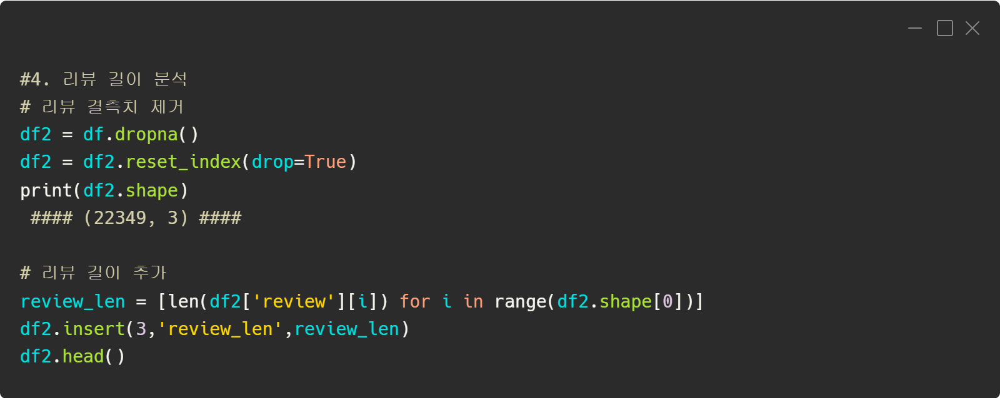 #4. 리뷰 길이 분석
# 리뷰 결측치 제거
df2 = df.dropna()
df2 = df2.reset_index(drop=True)
print(df2.shape)
 #### (22349, 3) ####
# 리뷰 길이 추가
review_len = [len(df2['review'][i]) for i in range(df2.shape[0])]
df2.insert(3,'review_len',review_len)
df2.head()